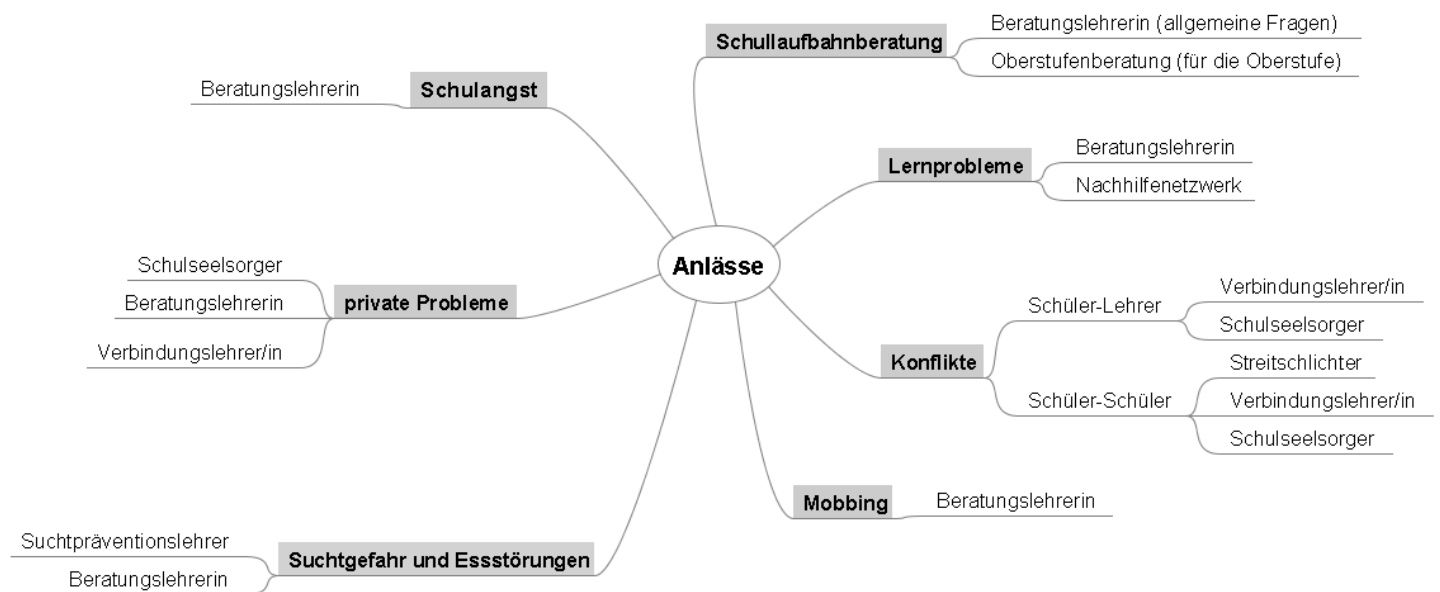 Anlässe
Schullaufbahnberatung
Beratungslehrerin (allgemeine Fragen)
Oberstufenberatung (für die Oberstufe)
Lernprobleme
Beratungslehrerin
Nachhilfenetzwerk
Konflikte
Schüler-Lehrer
Verbindungslehrer/in
Schulseelsorger
Schüler-Schüler
Streitschlichter
Verbindungslehrer/in
Schulseelsorger
Mobbing
Beratungslehrerin
Schulangst
Beratungslehrerin
private Probleme
Schulseelsorger
Beratungslehrerin
Verbindungslehrer/in
Suchtgefahr und Essstörungen
Suchtpräventionslehrer
Beratungslehrerin